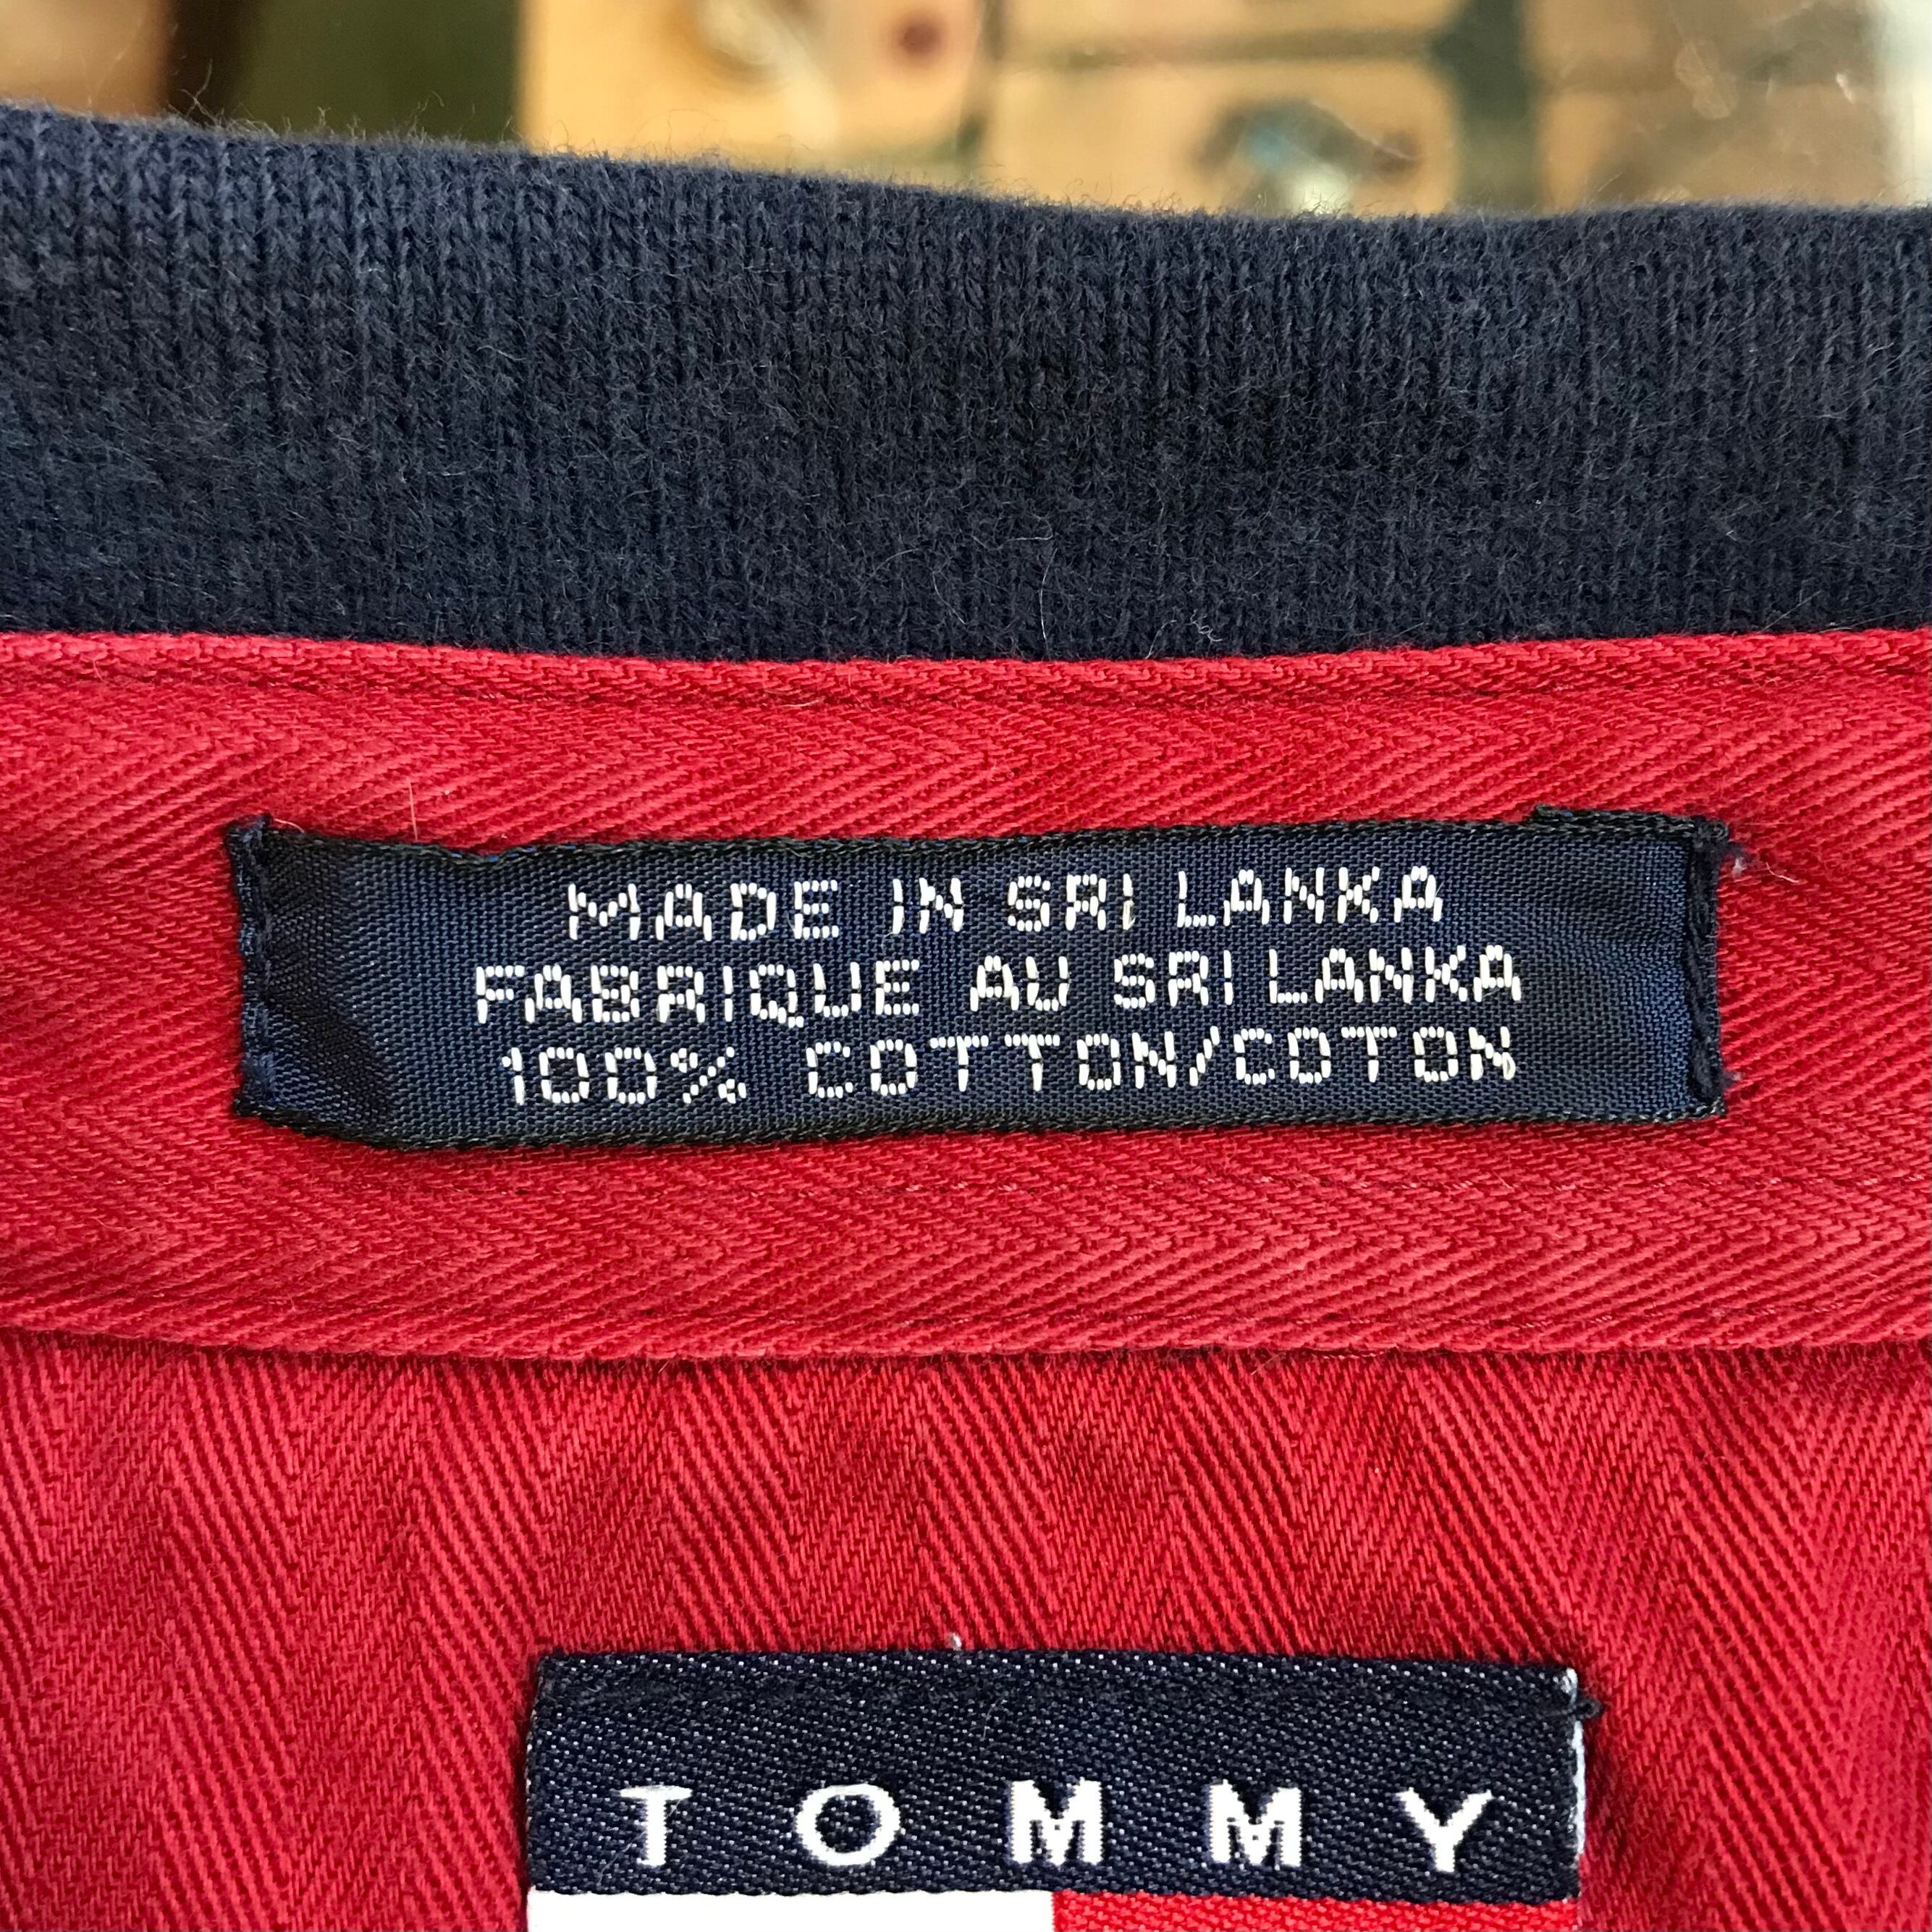 MADE IN SRI LANKA
FABRIQUE AU SRI LANKA
100% COTTON/COTON
TOMMY